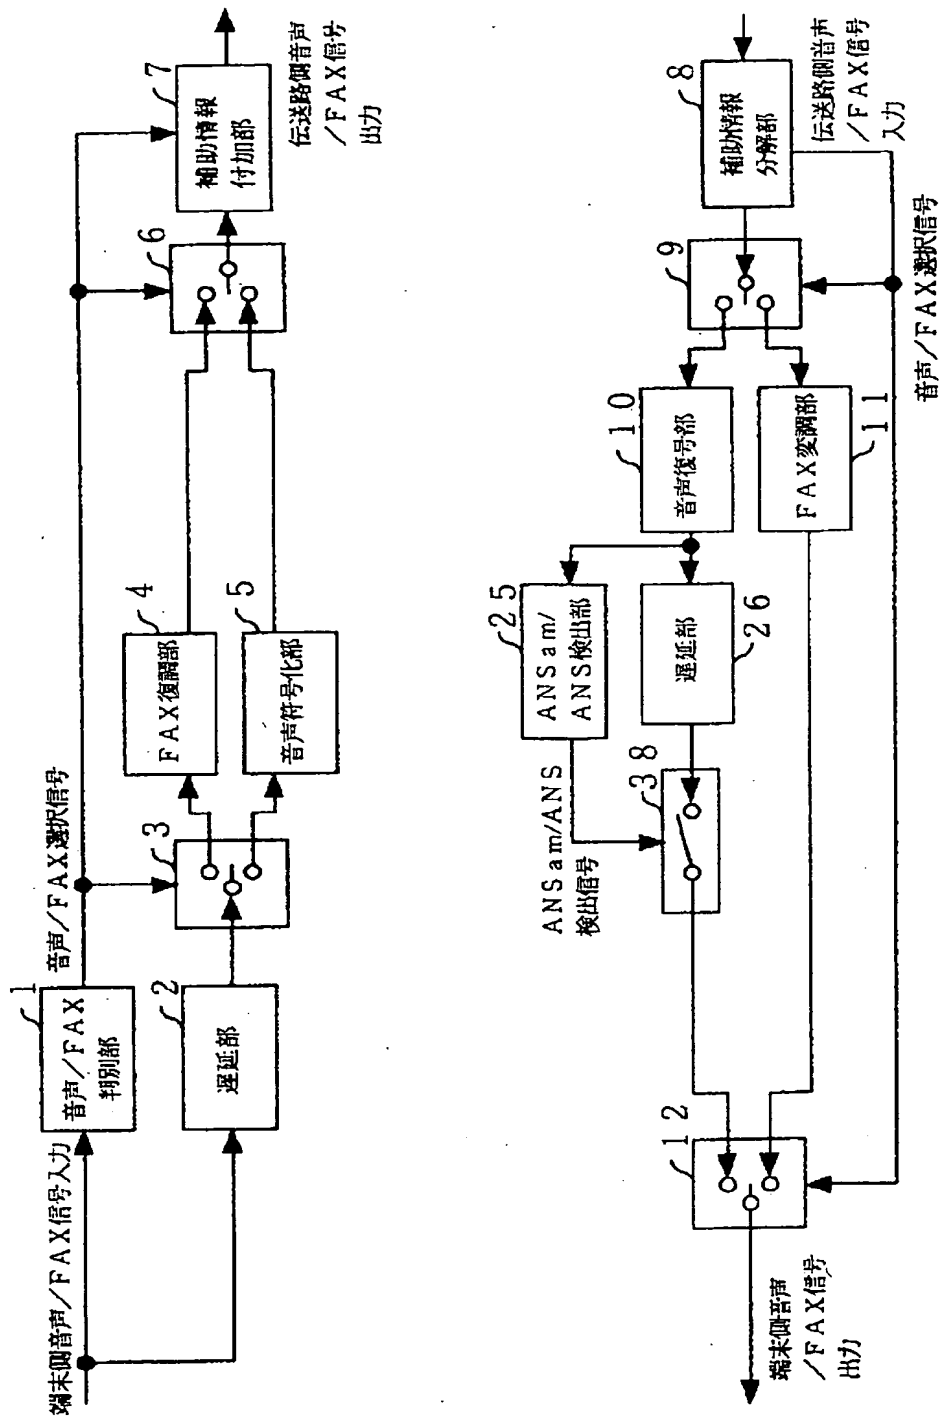 端末側音声／FAX信号入力
1
音声／FAX
判別部
音声／FAX選択信号
2
遅延部
3
4
FAX復調部
5
音声符号化部
6
7
補助情報
付加部
伝送路側音声
／FAX信号
出力
伝送路側音声
／FAX信号
入力
8
補助情報
分解部
9
音声／FAX選択信号
10
音声復号部
11
FAX変調部
25
ANSam/
ANS検出部
26
遅延部
38
ANSam/ANS
検出信号
12
端末側音声
／FAX信号
出力